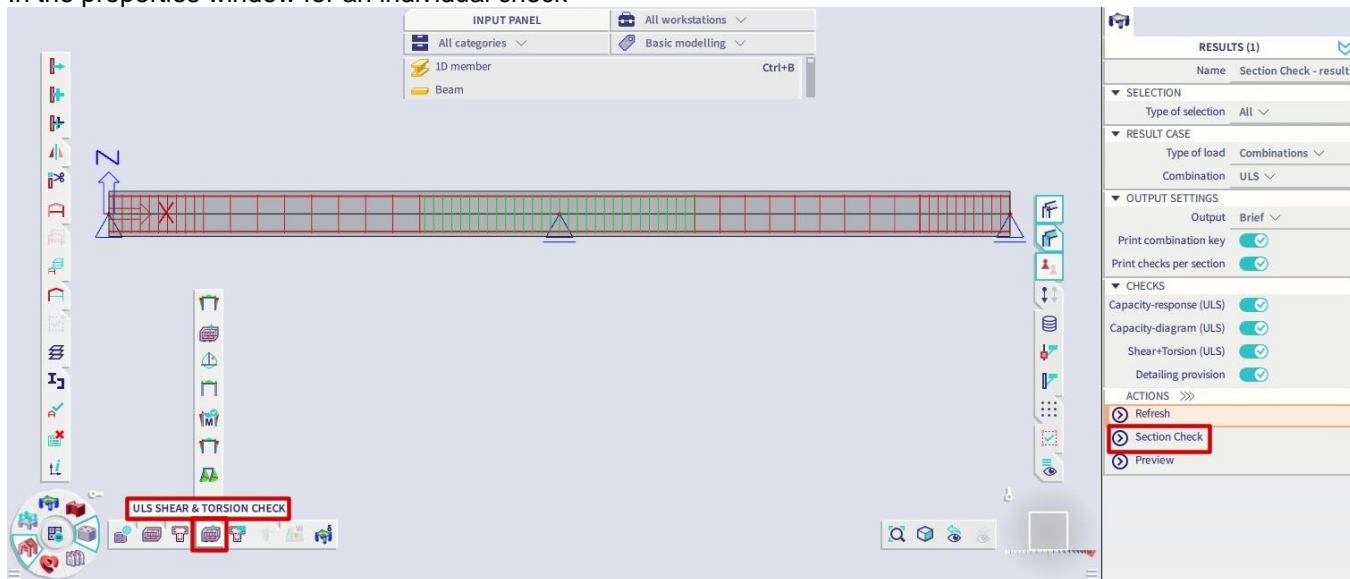 In the properties window for an individual check
INPUT PANEL
All workstations
All categories
Basic modelling
1D member Ctrl+B
Beam
Z
X
ULS SHEAR & TORSION CHECK
RESULTS (1)
Name Section Check - result
SELECTION
Type of selection All
RESULT CASE
Type of load Combinations
Combination ULS
OUTPUT SETTINGS
Output Brief
Print combination key
Print checks per section
CHECKS
Capacity-response (ULS)
Capacity-diagram (ULS)
Shear+Torsion (ULS)
Detailing provision
ACTIONS >>>
Refresh
Section Check
Preview